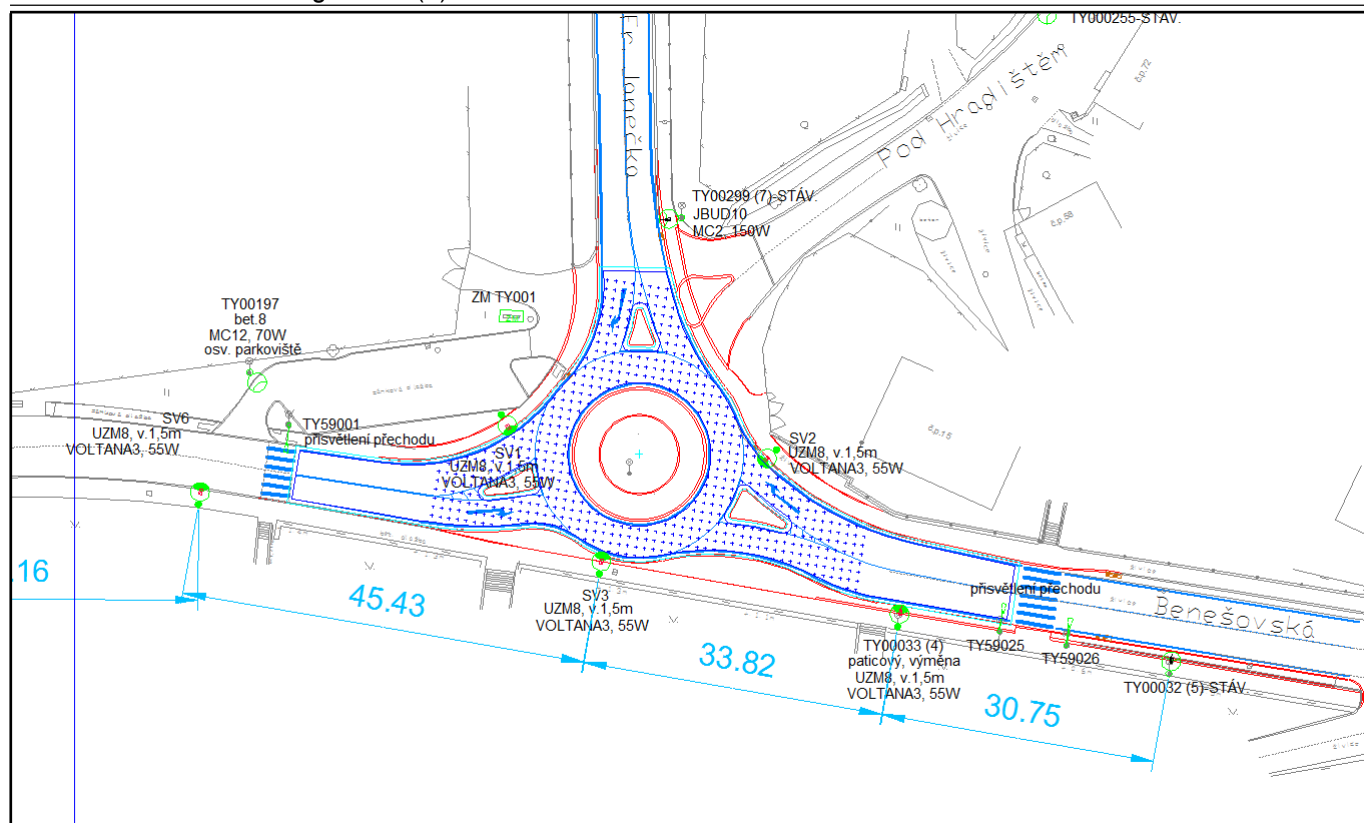 TY000255-STÁV.
Fr. Janečka
Pod Hradištěm
č.p.72
TY00299 (7)-STÁV.
JBUD10
MC2, 150W
č.p.58
ZM TY001
TY00197
bet.8
MC12, 70W
osv. parkoviště
SV6
UZM8, v.1,5m
VOLTANA3, 55W
TY59001
přisvětlení přechodu
SV1
UZM8, v.1,5m
VOLTANA3, 55W
SV2
UZM8, v.1,5m
VOLTANA3, 55W
č.p.15
.16
45.43
SV3
UZM8, v.1,5m
VOLTANA3, 55W
33.82
přisvětlení přechodu
Benešovská
TY00033 (4)
paticový, výměna
UZM8, v.1,5m
VOLTANA3, 55W
TY59025
TY59026
TY00032 (5)-STÁV.
30.75